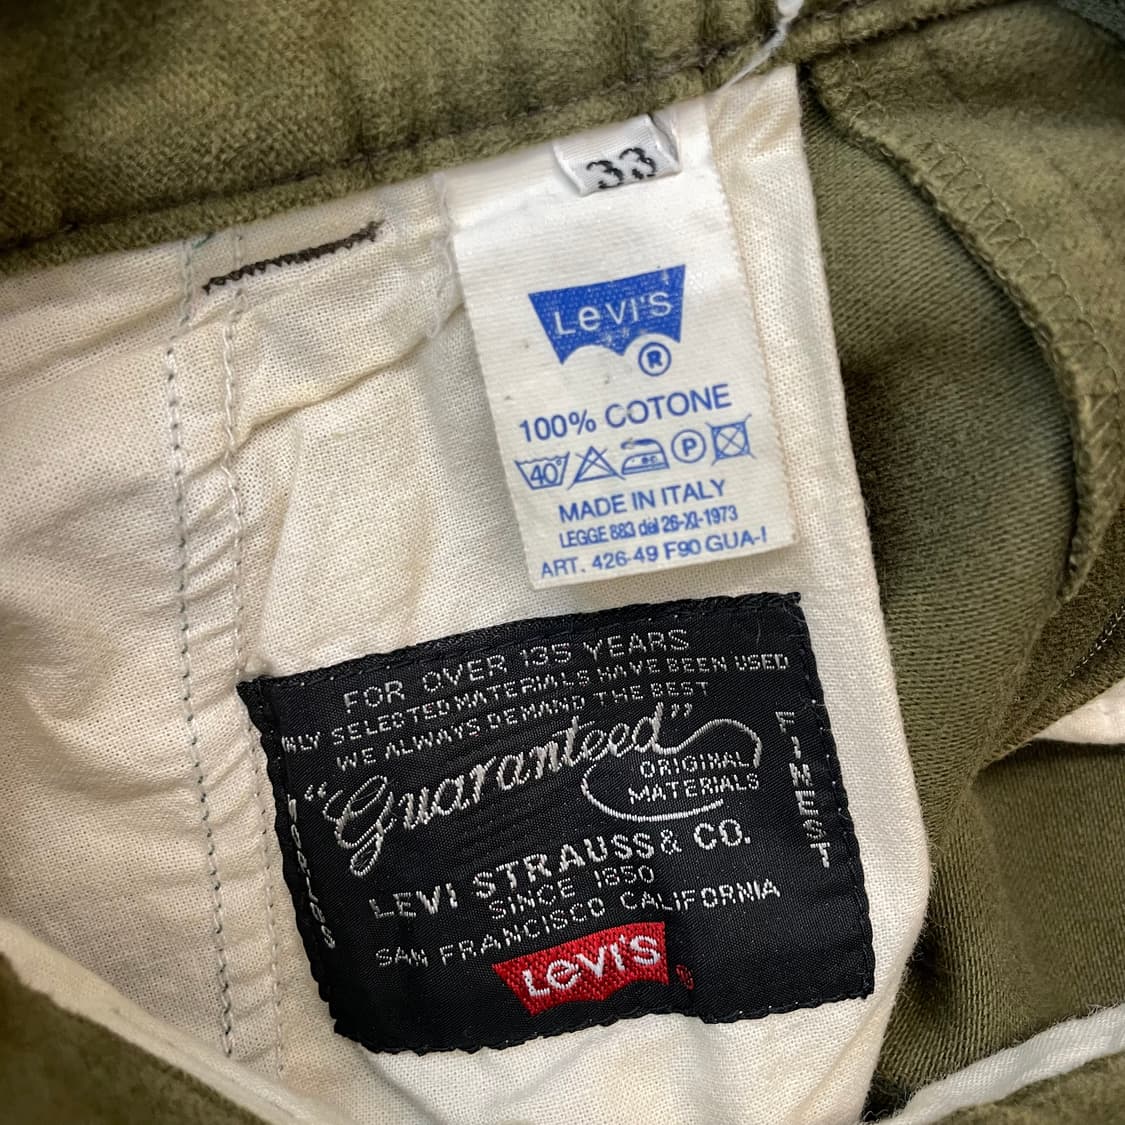 33
Levi's
®
100% COTONE
40° P
MADE IN ITALY
LEGGE 883 del 26-XI-1973
ART. 426-49 F90 GUA-I
FOR OVER 135 YEARS
SELECTED MATERIALS HAVE BEEN USED
WE ALWAYS DEMAND THE BEST
"Guaranteed"
ORIGINAL
MATERIALS
FINEST
LEVI STRAUSS & CO.
SINCE 1850
SAN FRANCISCO CALIFORNIA
Levi's
®